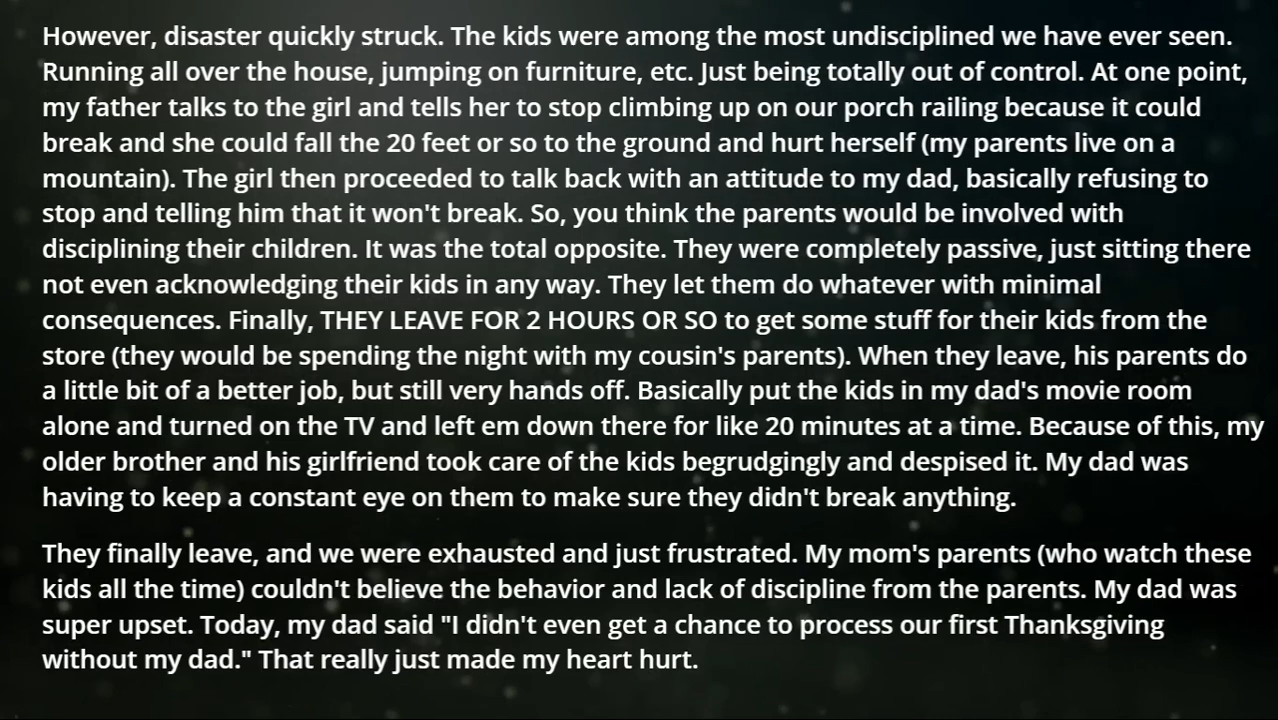 However, disaster quickly struck. The kids were among the most undisciplined we have ever seen.
Running all over the house, jumping on furniture, etc. Just being totally out of control. At one point,
my father talks to the girl and tells her to stop climbing up on our porch railing because it could
break and she could fall the 20 feet or so to the ground and hurt herself (my parents live on a
mountain). The girl then proceeded to talk back with an attitude to my dad, basically refusing to
stop and telling him that it won't break. So, you think the parents would be involved with
disciplining their children. It was the total opposite. They were completely passive, just sitting there
not even acknowledging their kids in any way. They let them do whatever with minimal
consequences. Finally, THEY LEAVE FOR 2 HOURS OR SO to get some stuff for their kids from the
store (they would be spending the night with my cousin's parents). When they leave, his parents do
a little bit of a better job, but still very hands off. Basically put the kids in my dad's movie room
alone and turned on the TV and left em down there for like 20 minutes at a time. Because of this, my
older brother and his girlfriend took care of the kids begrudgingly and despised it. My dad was
having to keep a constant eye on them to make sure they didn't break anything.
They finally leave, and we were exhausted and just frustrated. My mom's parents (who watch these
kids all the time) couldn't believe the behavior and lack of discipline from the parents. My dad was
super upset. Today, my dad said "I didn't even get a chance to process our first Thanksgiving
without my dad." That really just made my heart hurt.